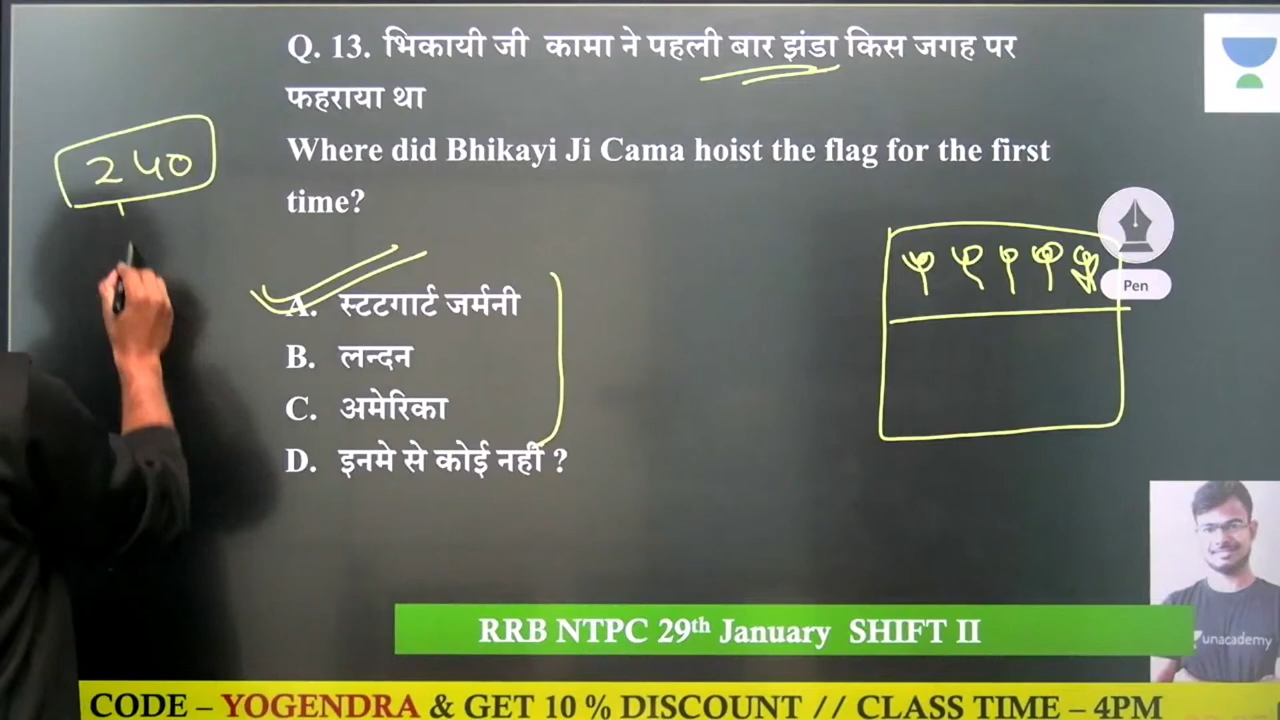 Q. 13. भिकायी जी कामा ने पहली बार झंडा किस जगह पर
फहराया था
Where did Bhikayi Ji Cama hoist the flag for the first
time?
240
A. स्टटगार्ट जर्मनी
B. लन्दन
C. अमेरिका
D. इनमे से कोई नहीं ?
Pen
unacademy
RRB NTPC 29th January SHIFT II
CODE – YOGENDRA & GET 10 % DISCOUNT // CLASS TIME – 4PM